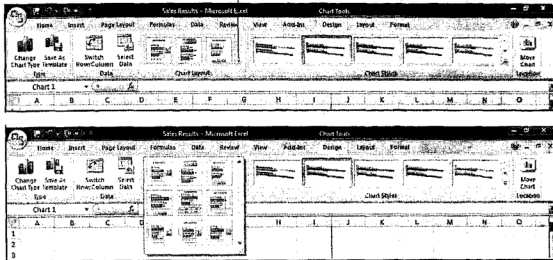 Sales Results - Microsoft Excel Chart Tools
Home Insert Page Layout Formulas Data Review View Add-Ins Design Layout Format
Change Chart Type Save As Template Switch Row/Column Select Data Move Chart
Type Data Chart Layouts Chart Styles Location
Chart 1
A B C D E F G H I J K L M N O
Sales Results - Microsoft Excel Chart Tools
Home Insert Page Layout Formulas Data Review View Add-Ins Design Layout Format
Change Chart Type Save As Template Switch Row/Column Select Data Move Chart
Type Data Chart Styles Location
Chart 1
A B C D H I J K L M N O
1
2
3